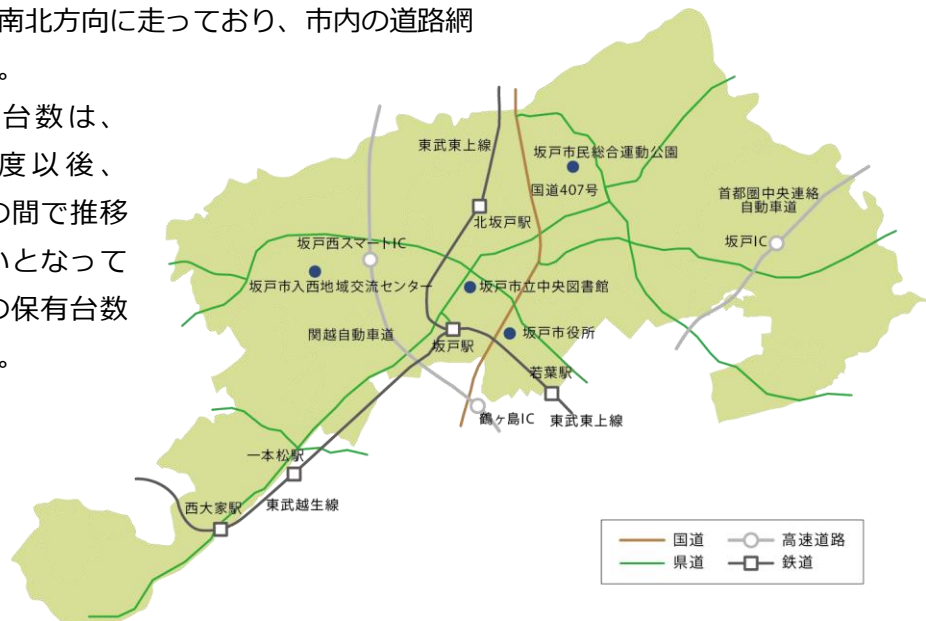 南北方向に走っており、市内の道路網
。
台数は、
度以後、
の間で推移
いとなって
の保有台数
。
東武東上線
坂戸市民総合運動公園
国道407号
首都圏中央連絡
自動車道
北坂戸駅
坂戸西スマートIC
坂戸IC
坂戸市入西地域交流センター
坂戸市立中央図書館
関越自動車道
坂戸駅
坂戸市役所
若葉駅
鶴ヶ島IC
東武東上線
一本松駅
西大家駅
東武越生線
国道
高速道路
県道
鉄道